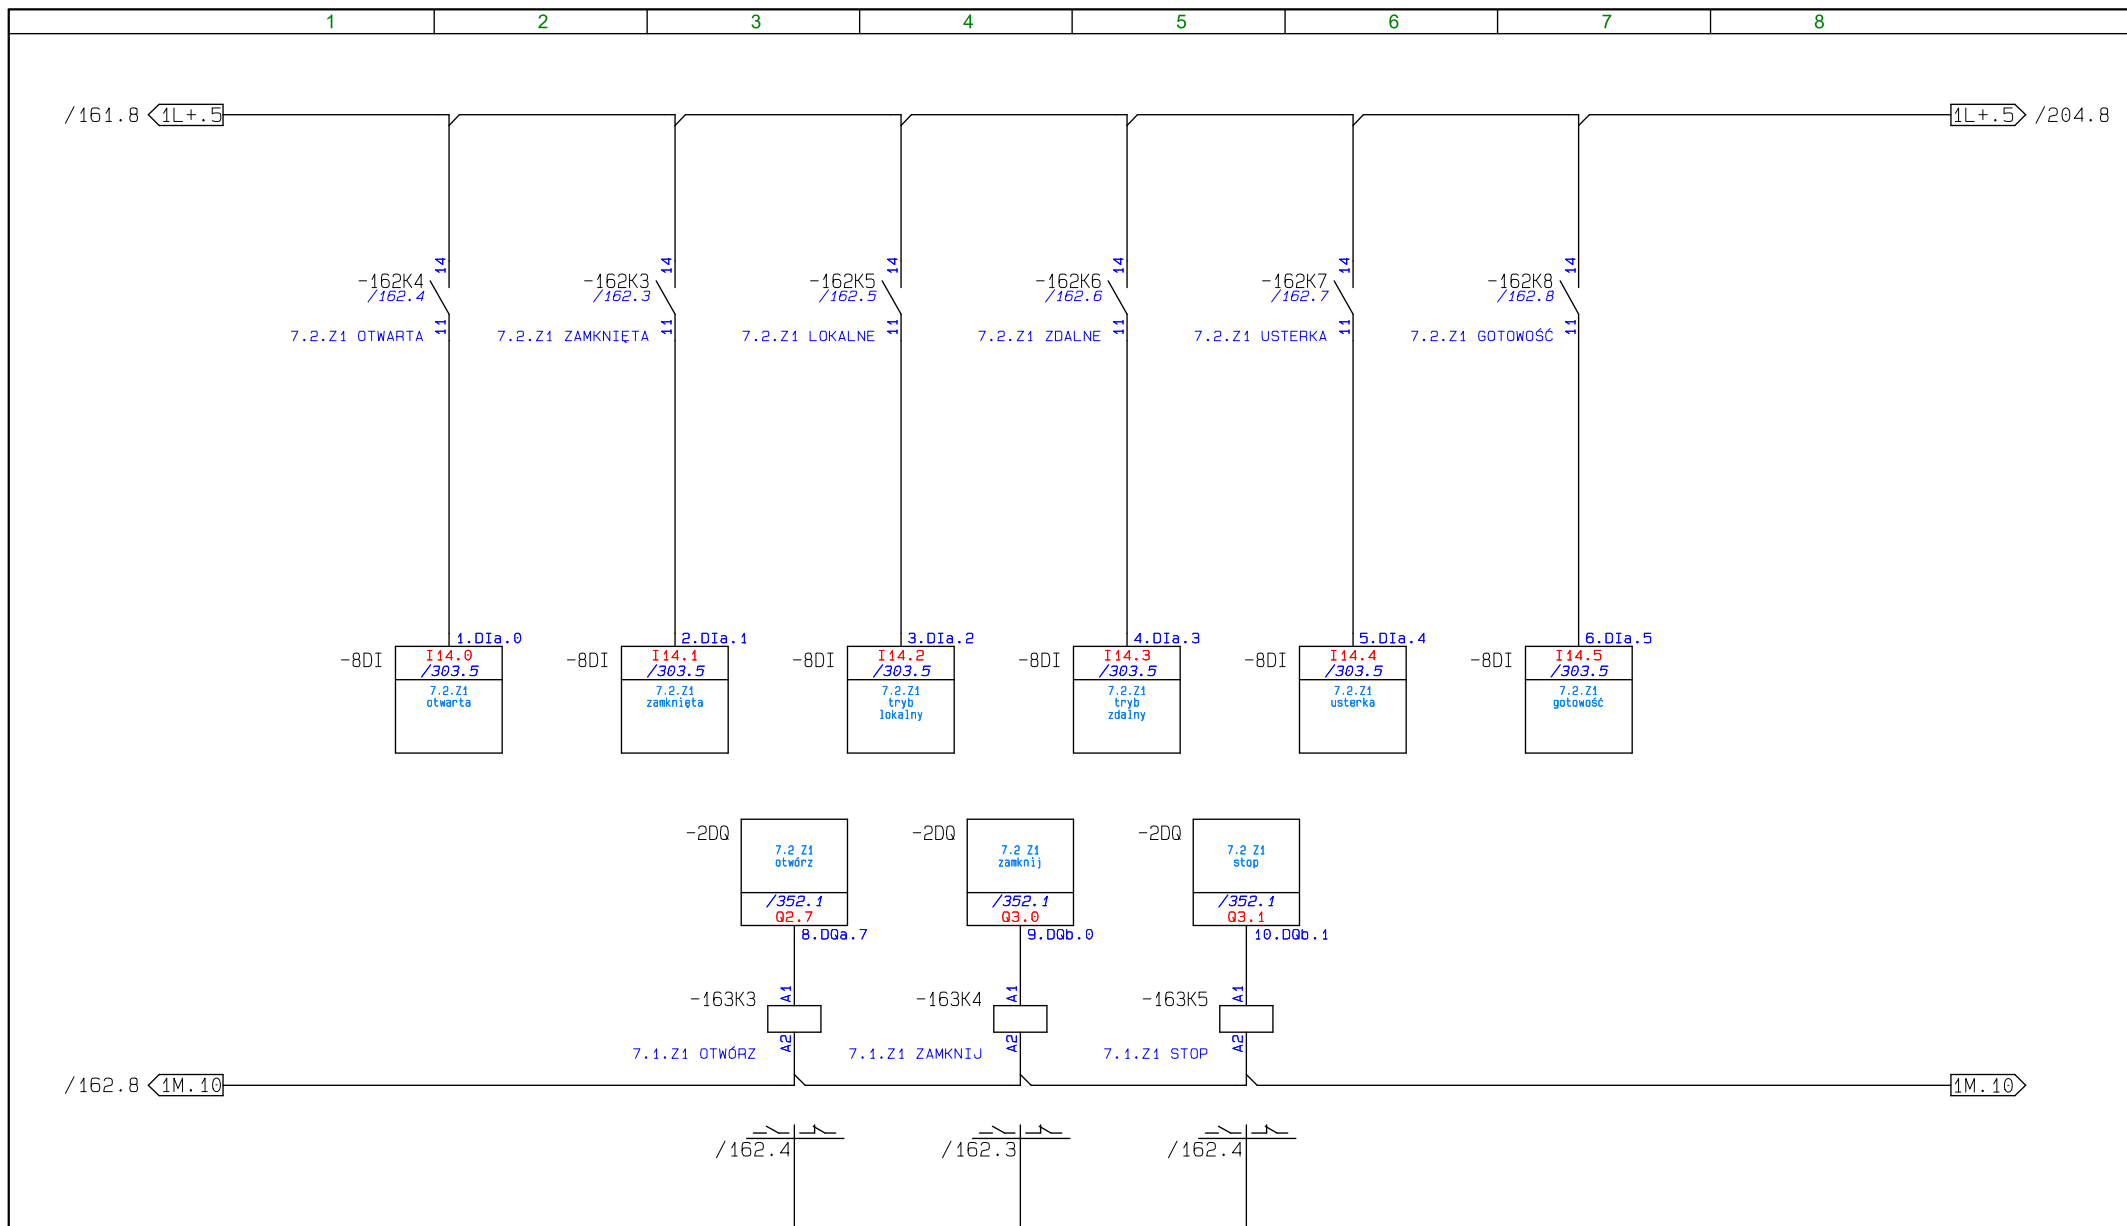 1 2 3 4 5 6 7 8
/161.8 1L+.5 1L+.5 /204.8
14 14 14 14 14 14
-162K4 -162K3 -162K5 -162K6 -162K7 -162K8
/162.4 /162.3 /162.5 /162.6 /162.7 /162.8
11 11 11 11 11 11
7.2.Z1 OTWARTA 7.2.Z1 ZAMKNIĘTA 7.2.Z1 LOKALNE 7.2.Z1 ZDALNE 7.2.Z1 USTERKA 7.2.Z1 GOTOWOŚĆ
1.DIa.0 2.DIa.1 3.DIa.2 4.DIa.3 5.DIa.4 6.DIa.5
-8DI I14.0 -8DI I14.1 -8DI I14.2 -8DI I14.3 -8DI I14.4 -8DI I14.5
/303.5 /303.5 /303.5 /303.5 /303.5 /303.5
7.2.Z1 7.2.Z1 7.2.Z1 7.2.Z1 7.2.Z1 7.2.Z1
otwarta zamknięta tryb tryb usterka gotowość
lokalny zdalny
-2DQ -2DQ -2DQ
7.2 Z1 7.2 Z1 7.2 Z1
otwórz zamknij stop
/352.1 /352.1 /352.1
Q2.7 Q3.0 Q3.1
8.DQa.7 9.DQb.0 10.DQb.1
A1 A1 A1
-163K3 -163K4 -163K5
A2 A2 A2
7.1.Z1 OTWÓRZ 7.1.Z1 ZAMKNIJ 7.1.Z1 STOP
/162.8 1M.10 1M.10
/162.4 /162.3 /162.4